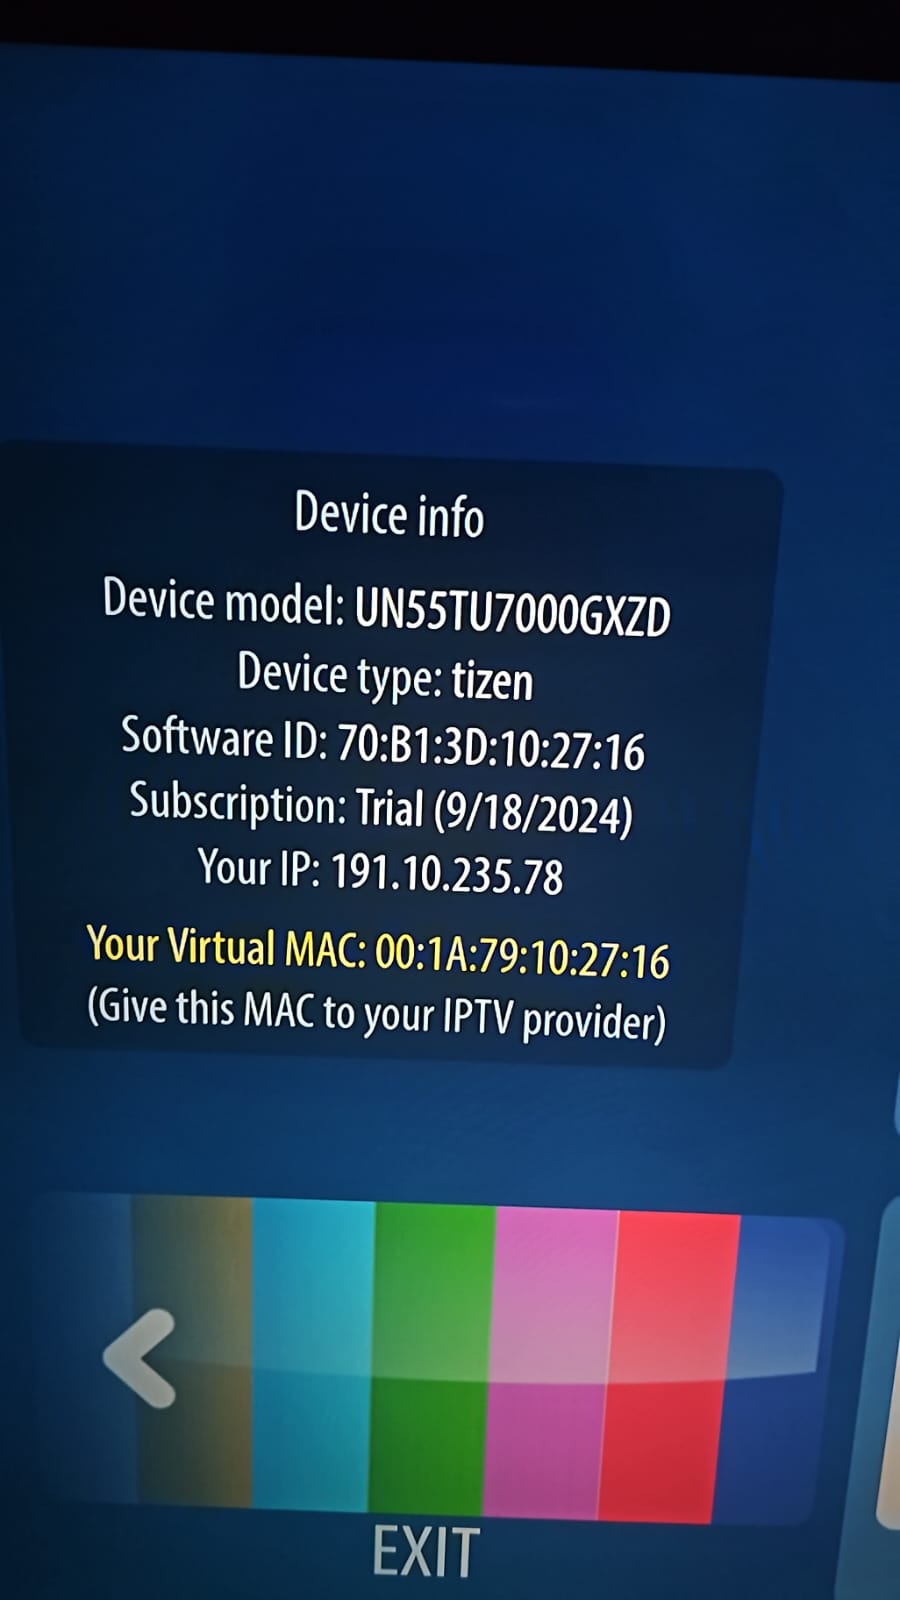 Device info
Device model: UN55TU7000GXZD
Device type: tizen
Software ID: 70:B1:3D:10:27:16
Subscription: Trial (9/18/2024)
Your IP: 191.10.235.78
Your Virtual MAC: 00:1A:79:10:27:16
(Give this MAC to your IPTV provider)
EXIT